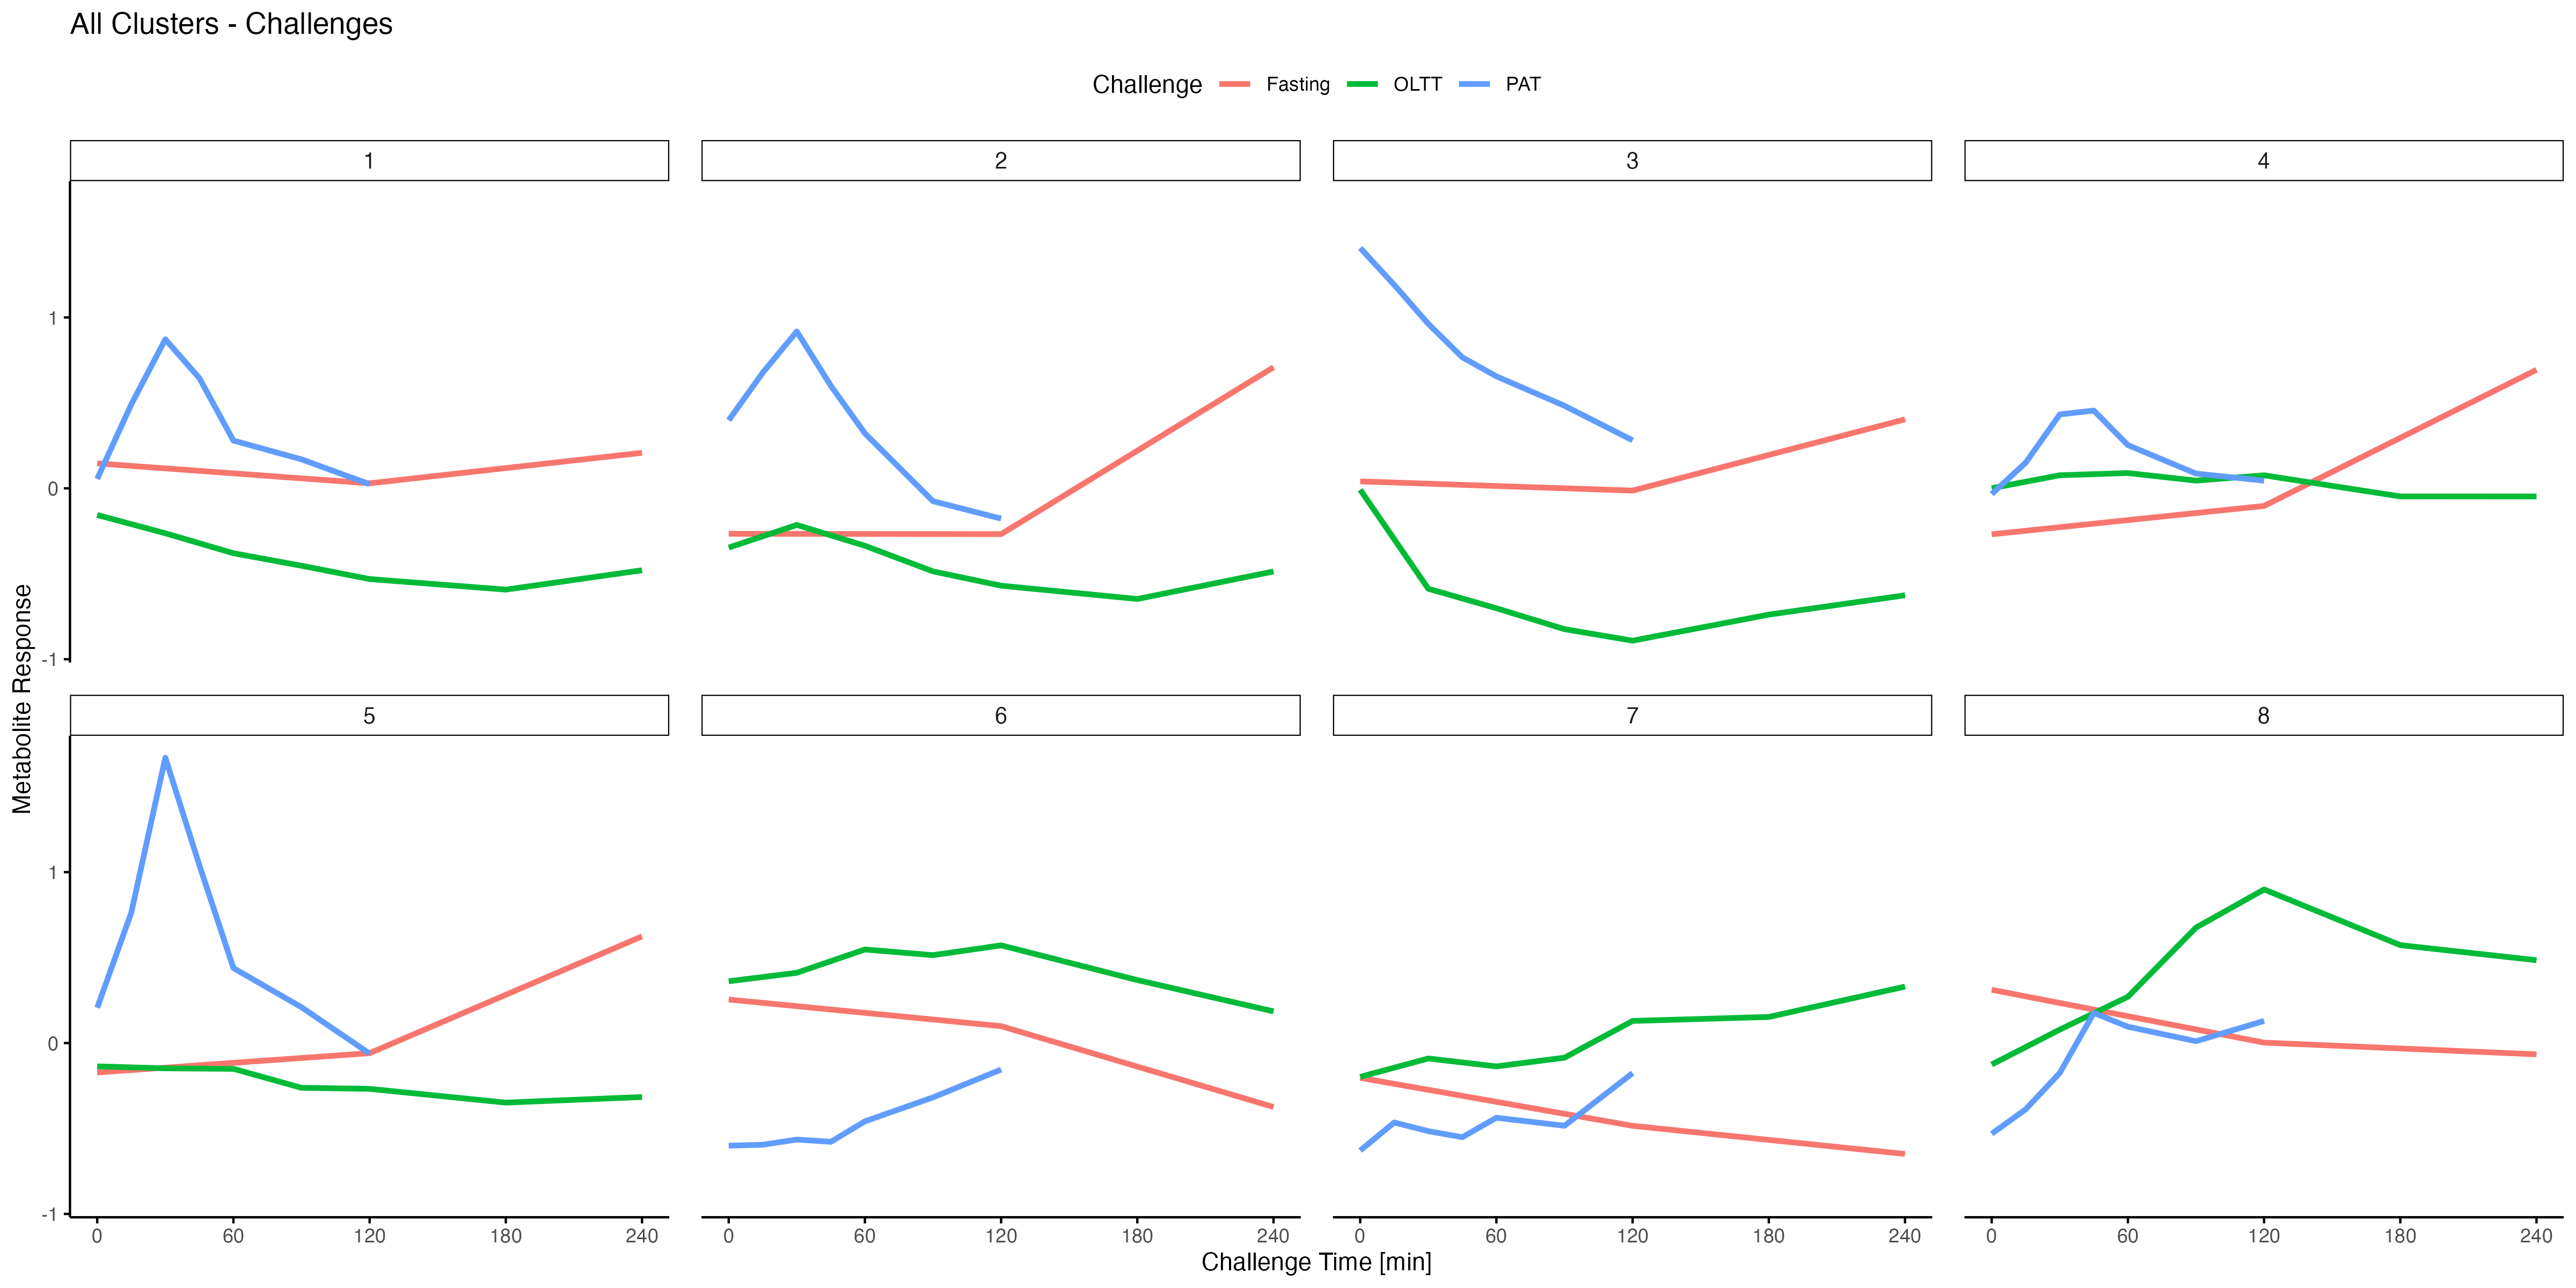 All Clusters - Challenges
Challenge Fasting OLTT PAT
1 2 3 4
1
0
-1
Metabolite Response
5 6 7 8
1
0
-1
0 60 120 180 240 0 60 120 180 240 0 60 120 180 240 0 60 120 180 240
Challenge Time [min]